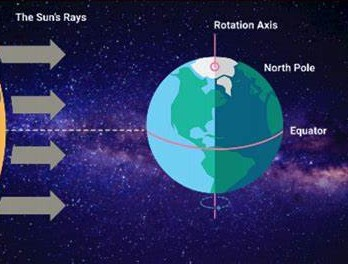 The Sun's Rays
Rotation Axis
North Pole
Equator